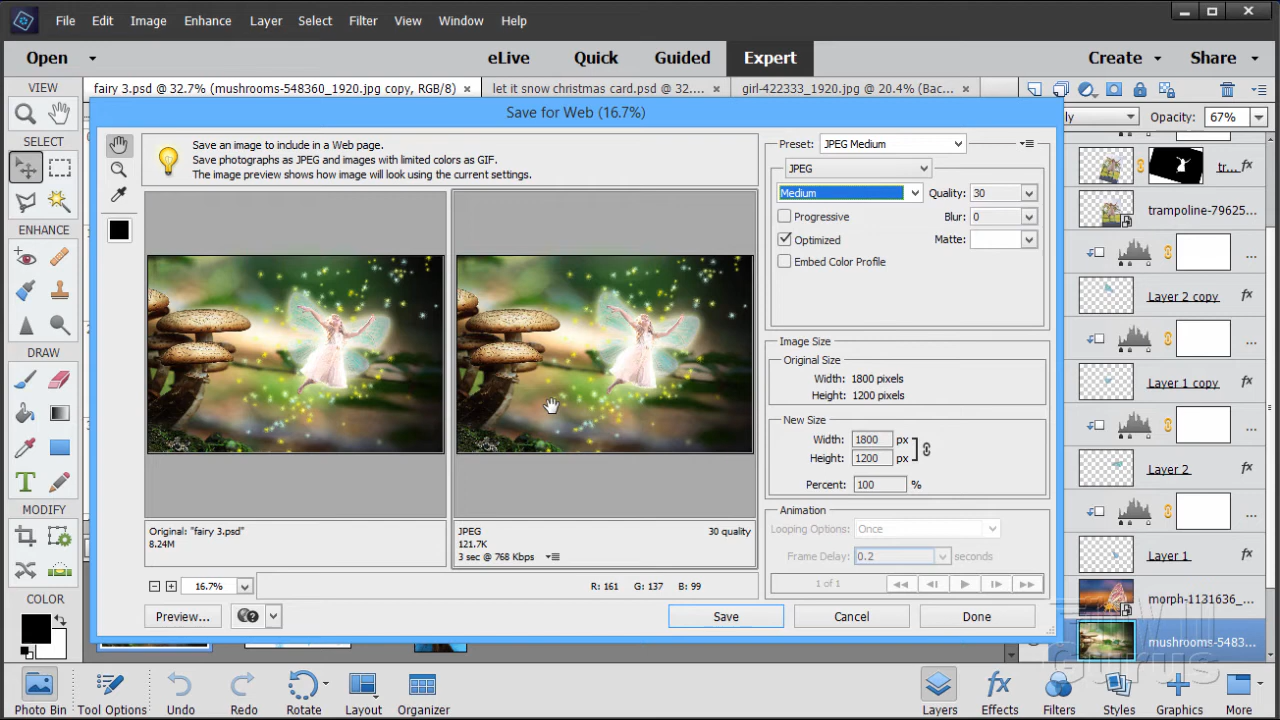 File Edit Image Enhance Layer Select Filter View Window Help
Open eLive Quick Guided Expert Create Share
VIEW fairy 3.psd @ 32.7% (mushrooms-548360_1920.jpg copy, RGB/8) × let it snow christmas card.psd @ 32.... × girl-422333_1920.jpg @ 20.4% (Bac... ×
Save for Web (16.7%)
ly Opacity: 67%
SELECT
Save an image to include in a Web page.
Save photographs as JPEG and images with limited colors as GIF.
The image preview shows how image will look using the current settings.
Preset: JPEG Medium
JPEG
Medium Quality: 30
Progressive Blur: 0
Optimized Matte:
Embed Color Profile
tr... fx
trampoline-79625...
...
Layer 2 copy fx
...
Layer 1 copy fx
...
Layer 2 fx
...
Layer 1 fx
morph-1131636_...
mushrooms-5483...
ENHANCE
DRAW
T
MODIFY
COLOR
Image Size
Original Size
Width: 1800 pixels
Height: 1200 pixels
New Size
Width: 1800 px
Height: 1200 px
Percent: 100 %
Animation
Looping Options: Once
Frame Delay: 0.2 seconds
1 of 1
Original: "fairy 3.psd"
8.24M
JPEG 30 quality
121.7K
3 sec @ 768 Kbps
16.7% R: 161 G: 137 B: 99
Preview... Save Cancel Done
Gurus
Photo Bin Tool Options Undo Redo Rotate Layout Organizer Layers fx Effects Filters Styles Graphics More